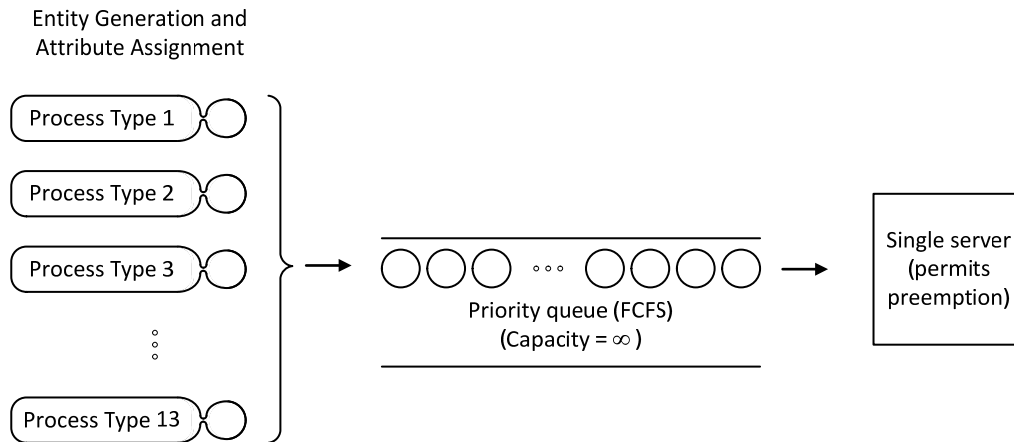 Entity Generation and
Attribute Assignment
Process Type 1
Process Type 2
Process Type 3
Process Type 13
Priority queue (FCFS)
(Capacity = ∞ )
Single server
(permits
preemption)